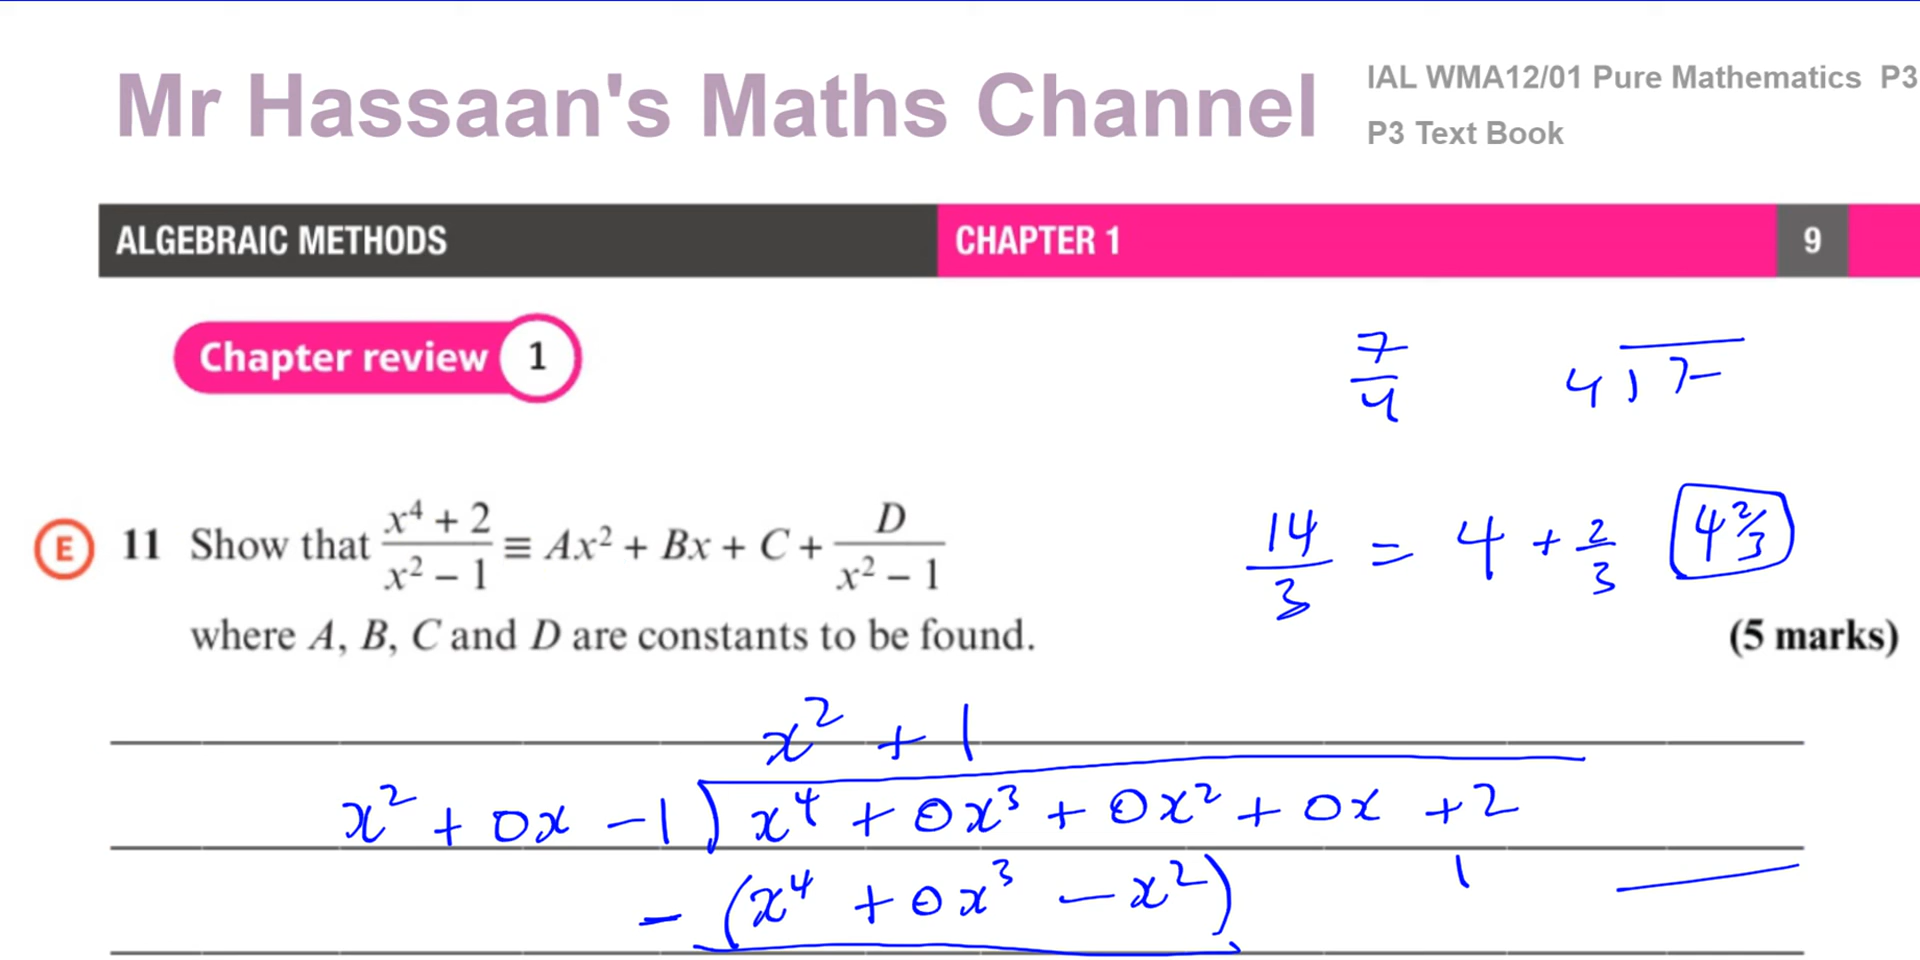 Mr Hassaan's Maths Channel
IAL WMA12/01 Pure Mathematics P3
P3 Text Book
ALGEBRAIC METHODS CHAPTER 1 9
Chapter review 1
7/4 4)7
E 11 Show that (x⁴ + 2)/(x² − 1) ≡ Ax² + Bx + C + D/(x² − 1)
14/3 = 4 + 2/3 4 2/3
where A, B, C and D are constants to be found.
(5 marks)
x² + 1
x² + 0x − 1)x⁴ + 0x³ + 0x² + 0x + 2
− (x⁴ + 0x³ − x²)